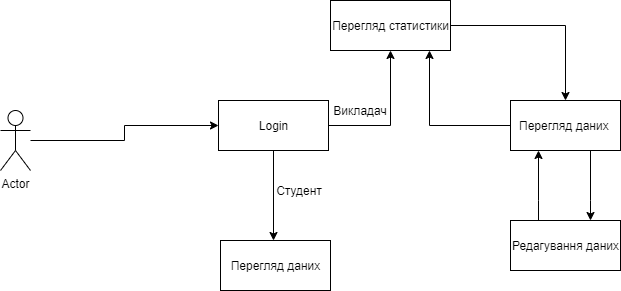 Перегляд статистики
Викладач
Login
Перегляд даних
Actor
Студент
Редагування даних
Перегляд даних